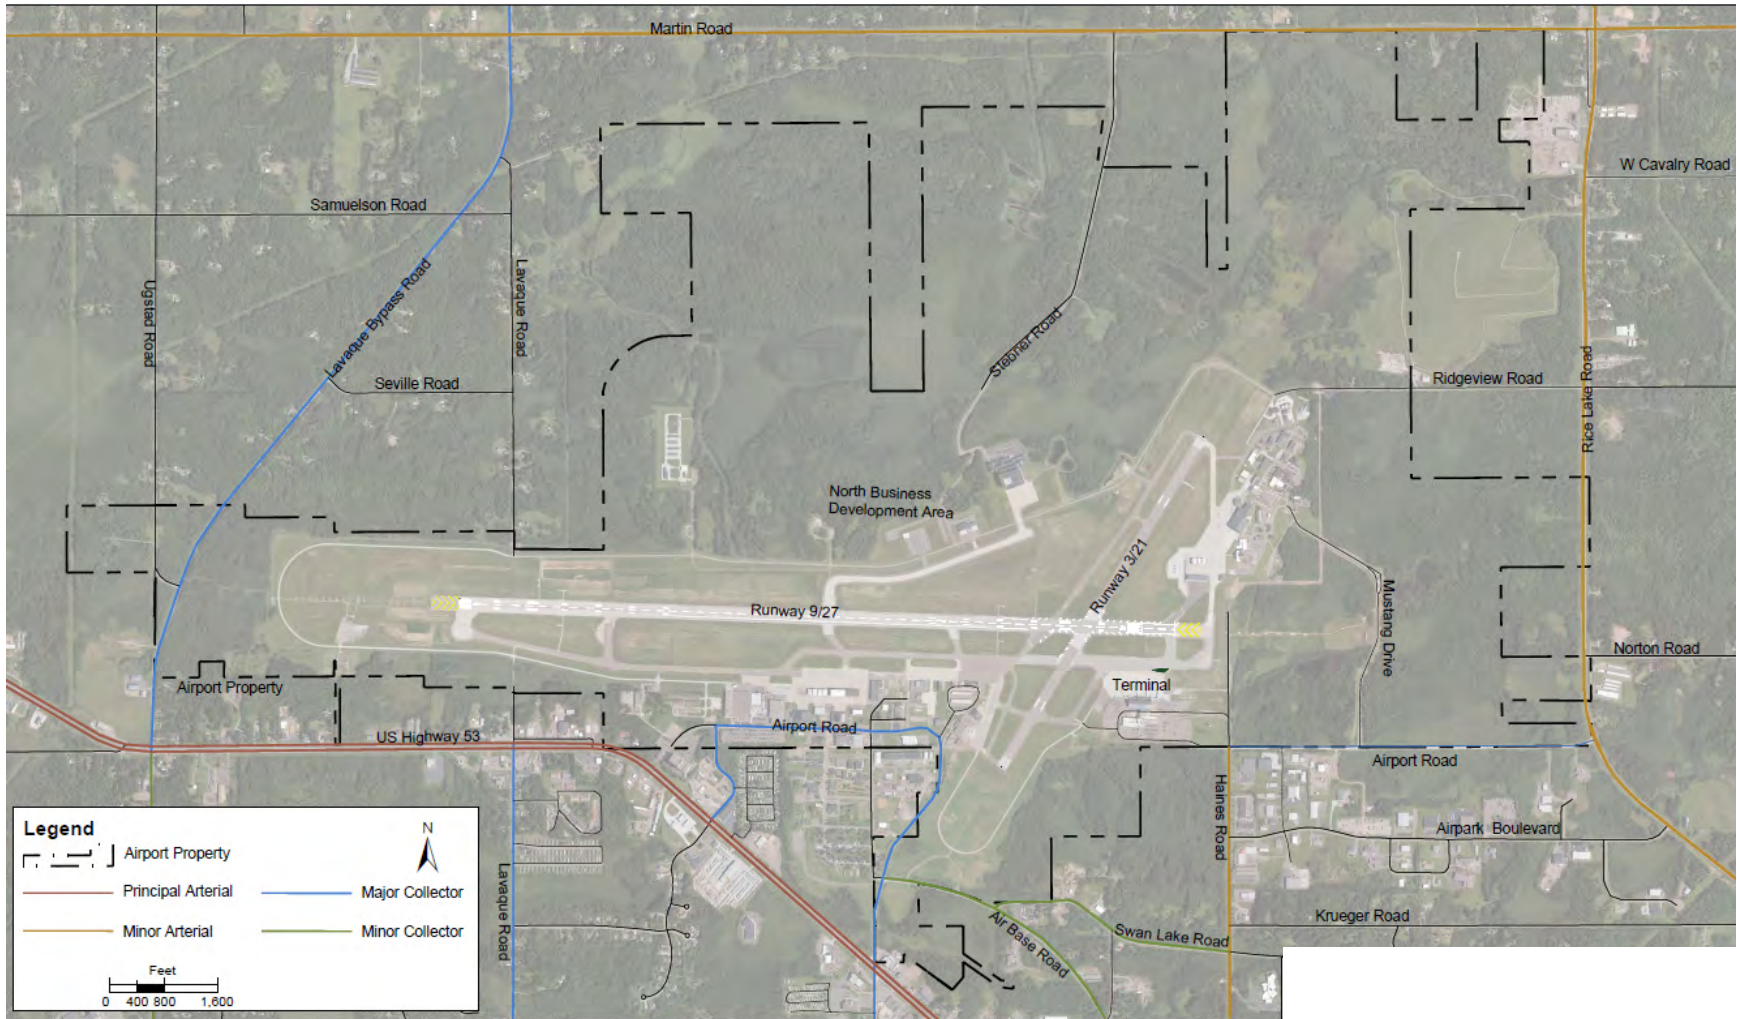 Martin Road
W Cavalry Road
Samuelson Road
Lavaque Bypass Road
Lavaque Road
Ugstad Road
Stebner Road
Seville Road
Ridgeview Road
Rice Lake Road
North Business
Development Area
Runway 3/21
Runway 9/27
Mustang Drive
Norton Road
Airport Property
Terminal
Airport Road
US Highway 53
Airport Road
Haines Road
Airpark Boulevard
Legend
N
Airport Property
Principal Arterial
Major Collector
Minor Arterial
Minor Collector
Feet
0 400 800 1,600
Lavaque Road
Krueger Road
Air Base Road
Swan Lake Road